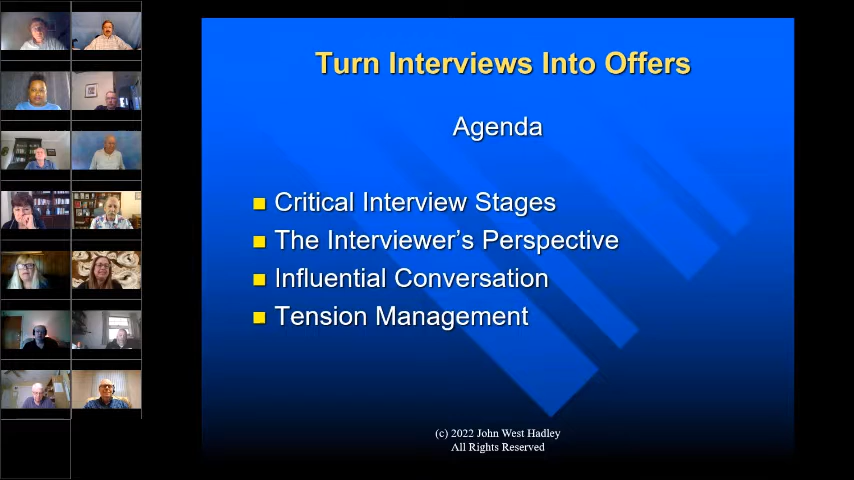 Turn Interviews Into Offers
Agenda
Critical Interview Stages
The Interviewer's Perspective
Influential Conversation
Tension Management
(c) 2022 John West Hadley
All Rights Reserved